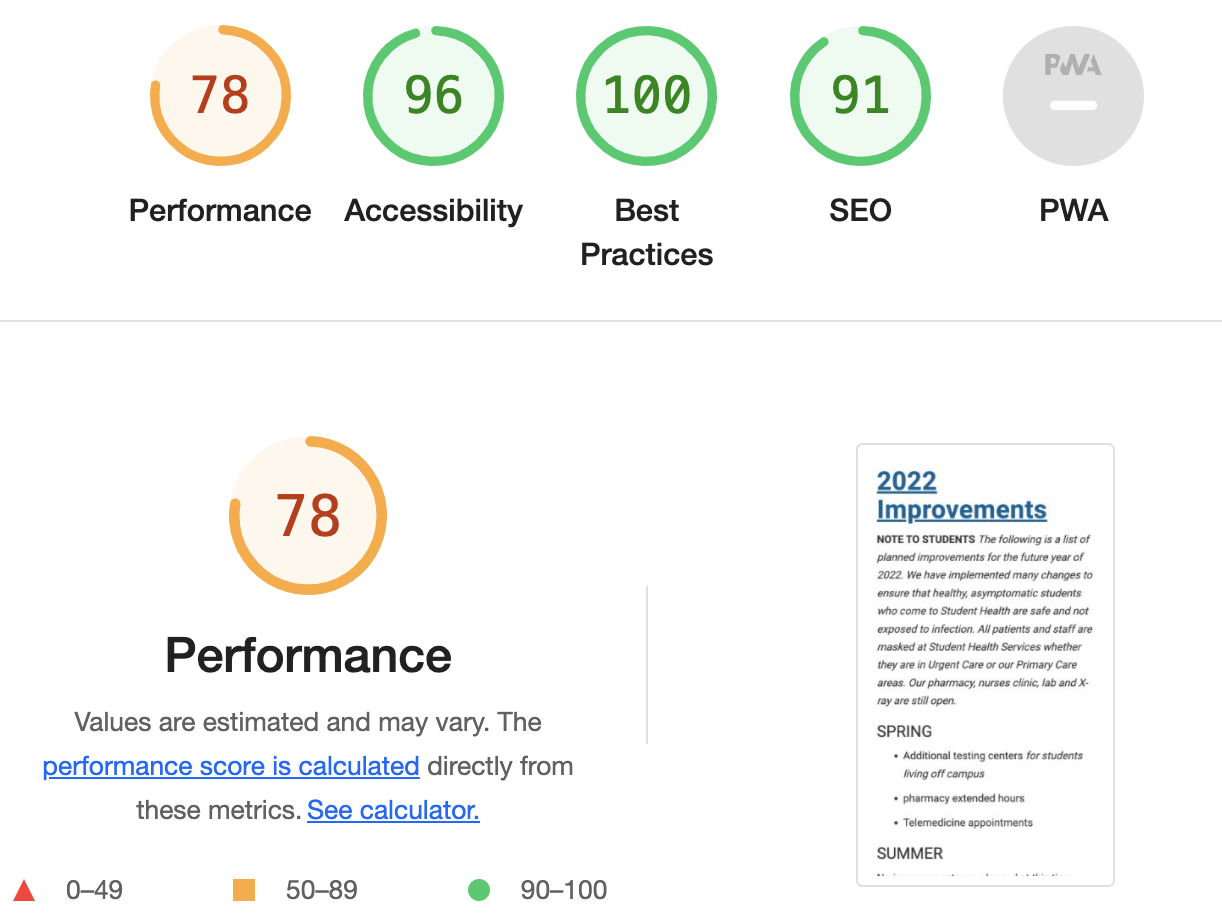 78
96
100
91
PWA
Performance
Accessibility
Best
Practices
SEO
PWA
78
Performance
Values are estimated and may vary. The
performance score is calculated directly from
these metrics. See calculator.
0–49
50–89
90–100
2022
Improvements
NOTE TO STUDENTS The following is a list of
planned improvements for the future year of
2022. We have implemented many changes to
ensure that healthy, asymptomatic students
who come to Student Health are safe and not
exposed to infection. All patients and staff are
masked at Student Health Services whether
they are in Urgent Care or our Primary Care
areas. Our pharmacy, nurses clinic, lab and X-
ray are still open.
SPRING
• Additional testing centers for students
living off campus
• pharmacy extended hours
• Telemedicine appointments
SUMMER